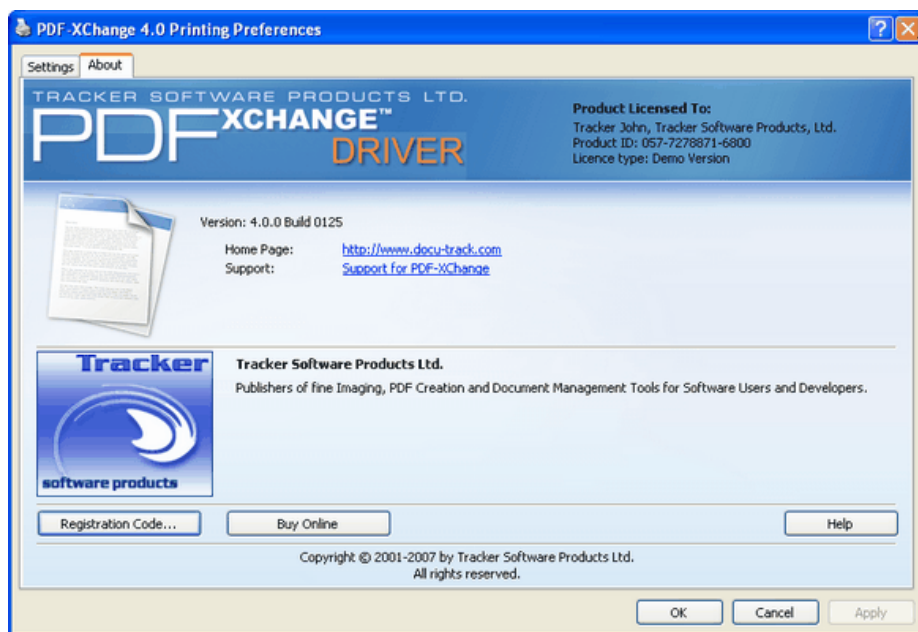 PDF-XChange 4.0 Printing Preferences
Settings About
TRACKER SOFTWARE PRODUCTS LTD.
PDF XCHANGE™
DRIVER
Product Licensed To:
Tracker John, Tracker Software Products, Ltd.
Product ID: 057-7278871-6800
Licence type: Demo Version
Version: 4.0.0 Build 0125
Home Page: http://www.docu-track.com
Support: Support for PDF-XChange
Tracker
software products
Tracker Software Products Ltd.
Publishers of fine Imaging, PDF Creation and Document Management Tools for Software Users and Developers.
Registration Code... Buy Online Help
Copyright © 2001-2007 by Tracker Software Products Ltd.
All rights reserved.
OK Cancel Apply